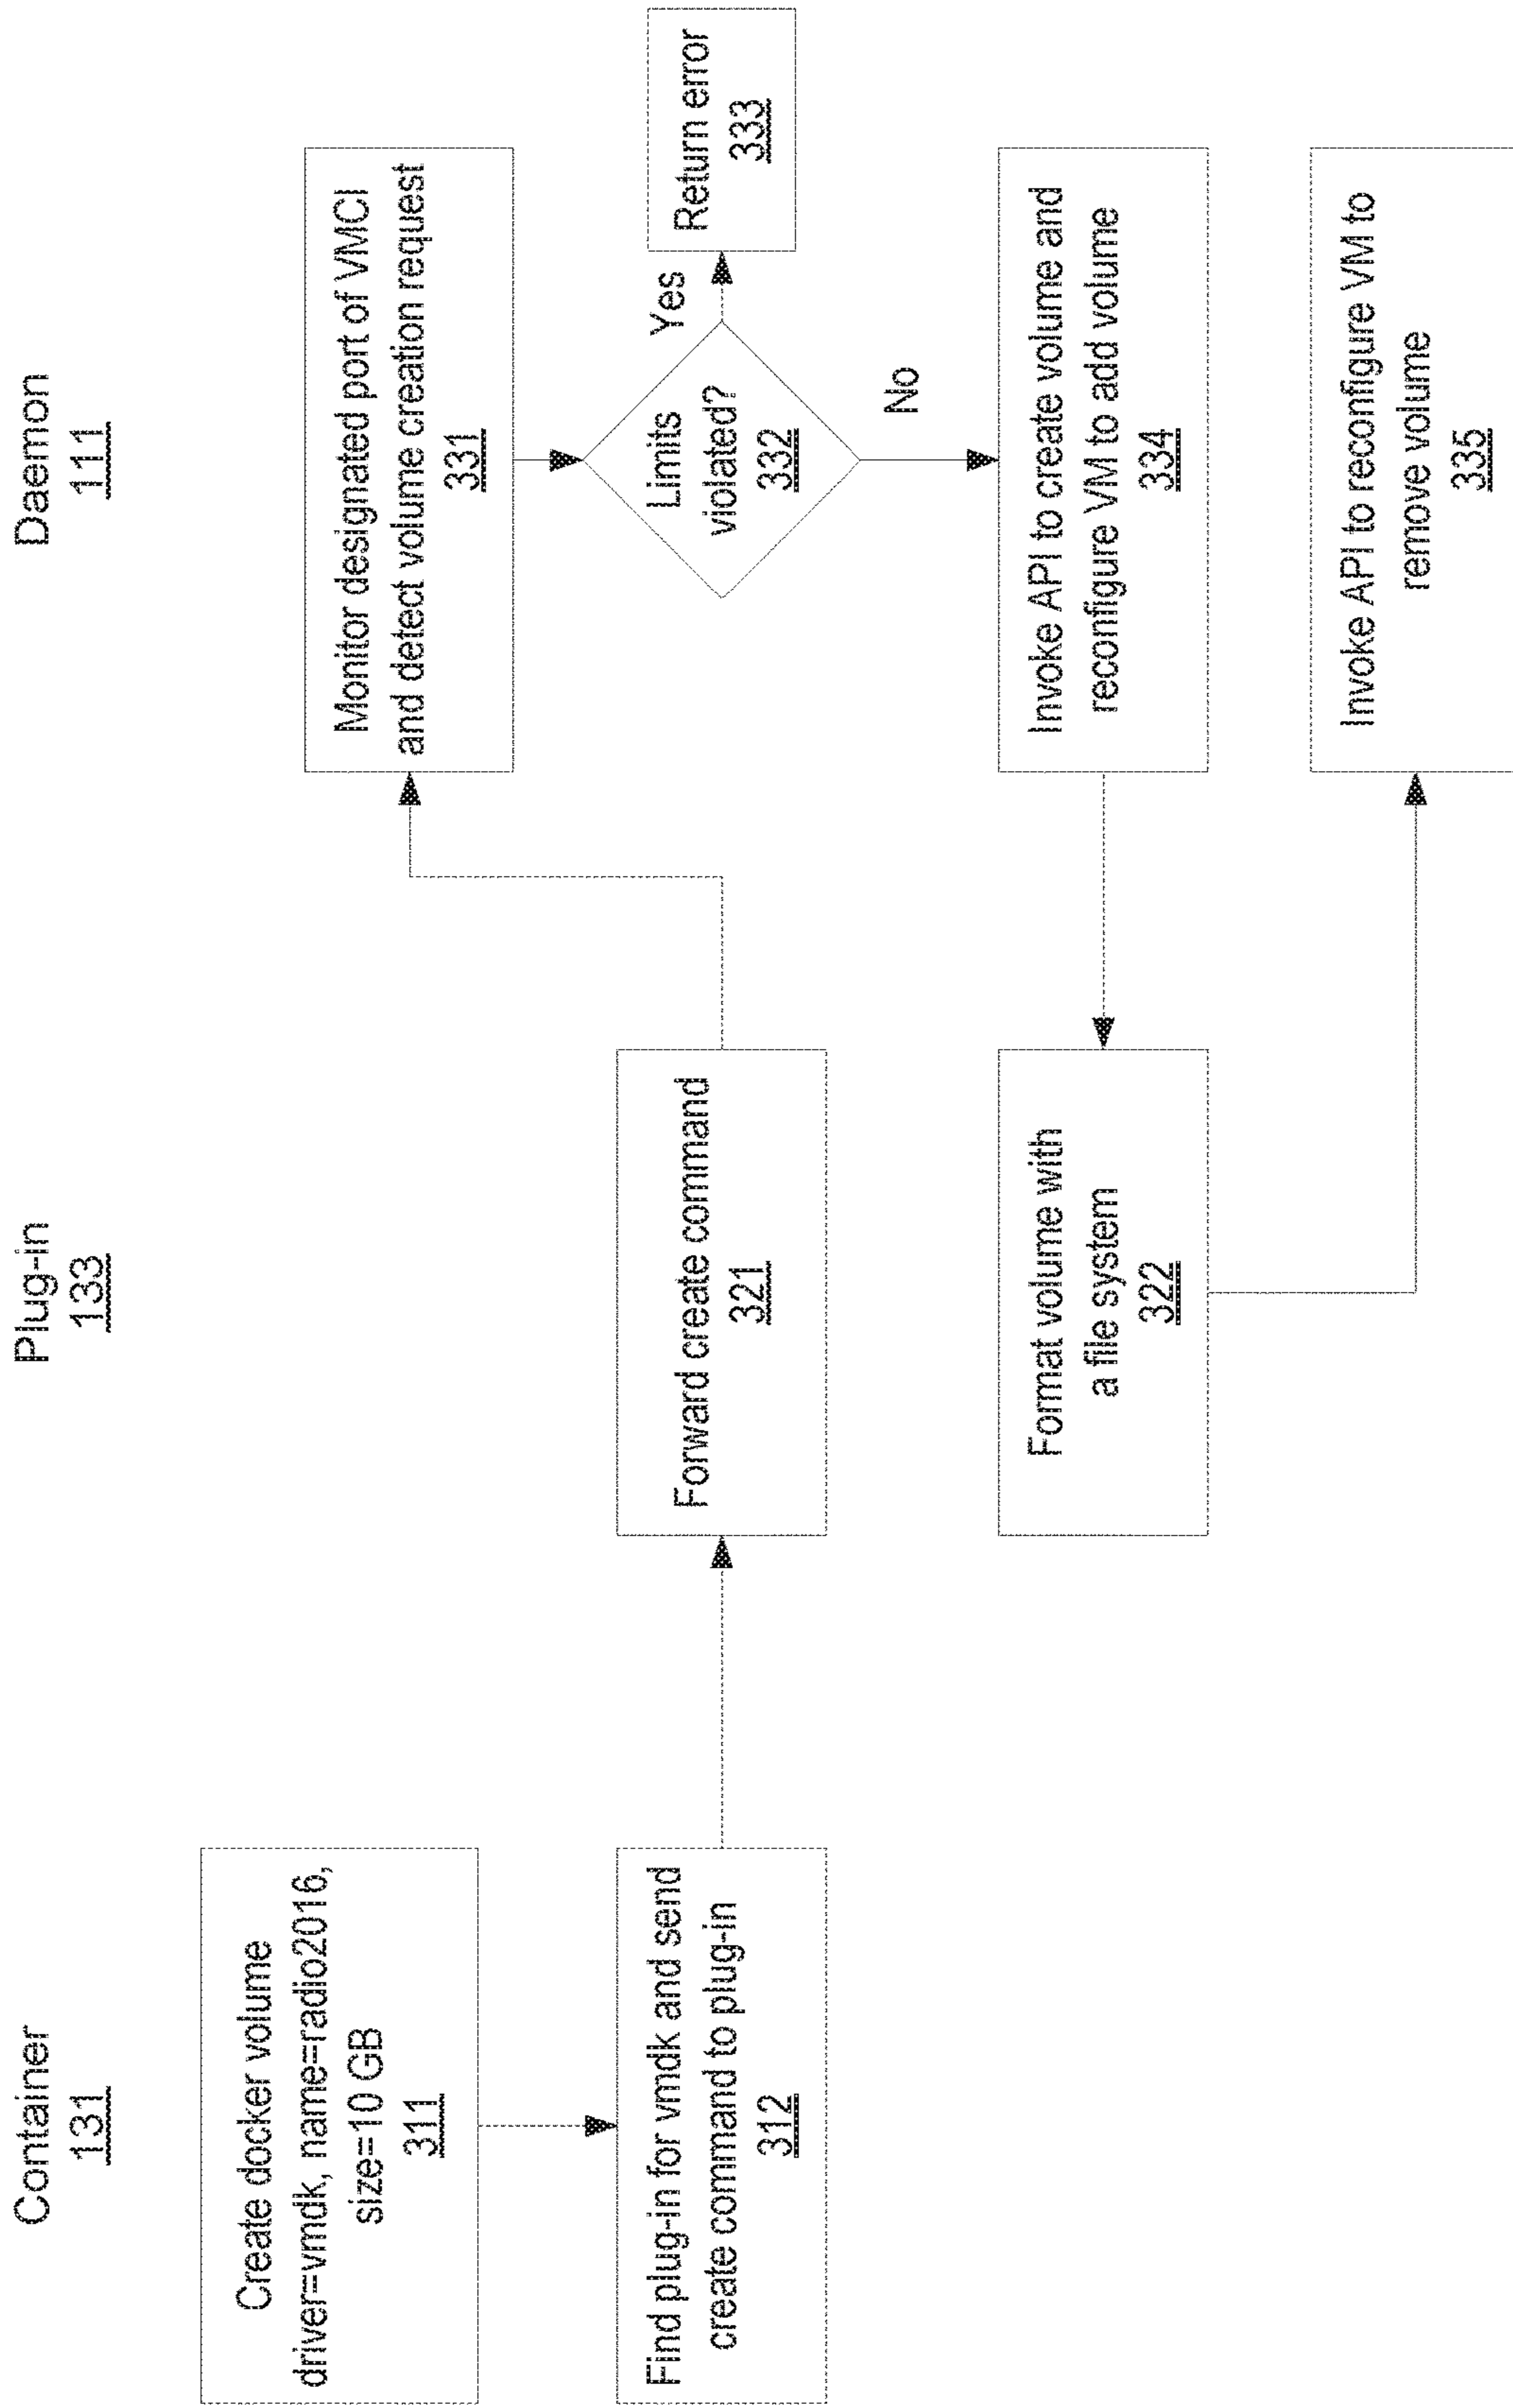 Container
131
Plug-in
133
Daemon
111
Create docker volume
driver=vmdk, name=radio2016,
size=10 GB
311
Find plug-in for vmdk and send
create command to plug-in
312
Forward create command
321
Monitor designated port of VMCI
and detect volume creation request
331
Limits
violated?
332
Yes
Return error
333
No
Invoke API to create volume and
reconfigure VM to add volume
334
Format volume with
a file system
322
Invoke API to reconfigure VM to
remove volume
335